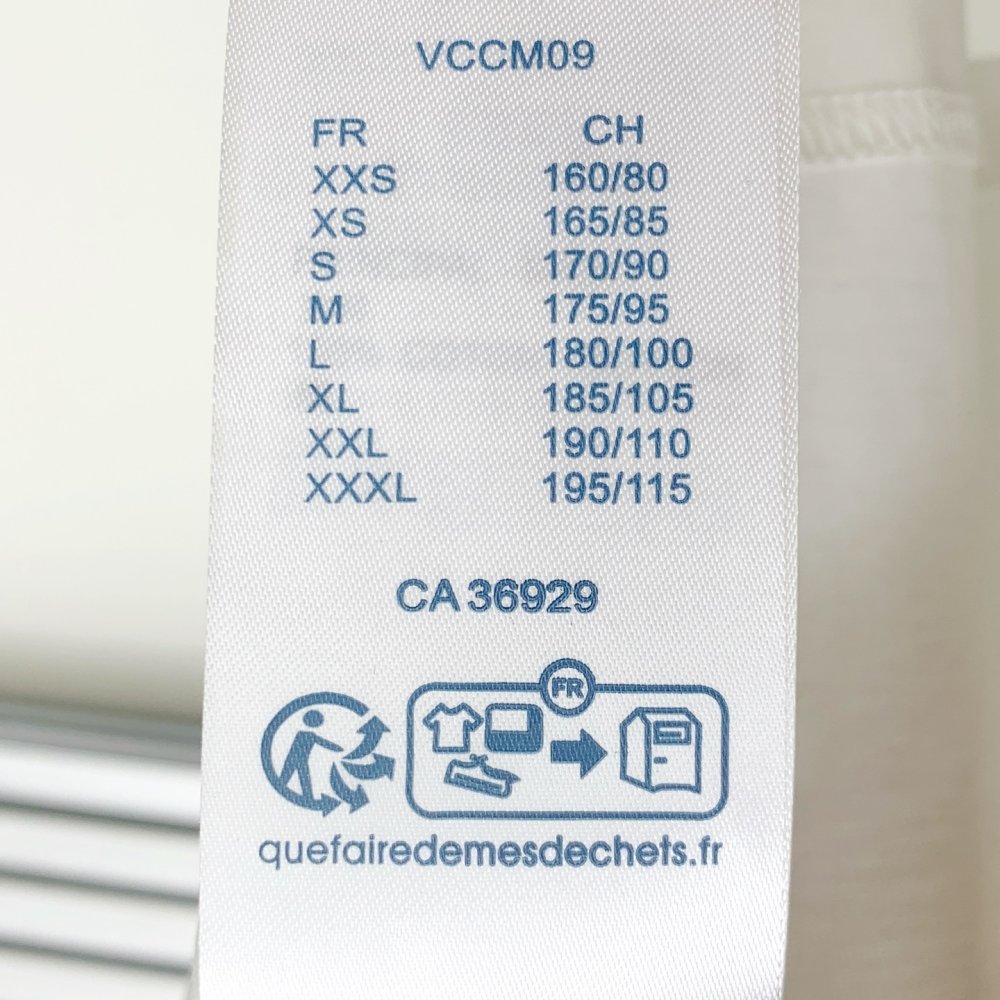 VCCM09
FR CH
XXS 160/80
XS 165/85
S 170/90
M 175/95
L 180/100
XL 185/105
XXL 190/110
XXXL 195/115
CA 36929
FR
quefairedemesdechets.fr